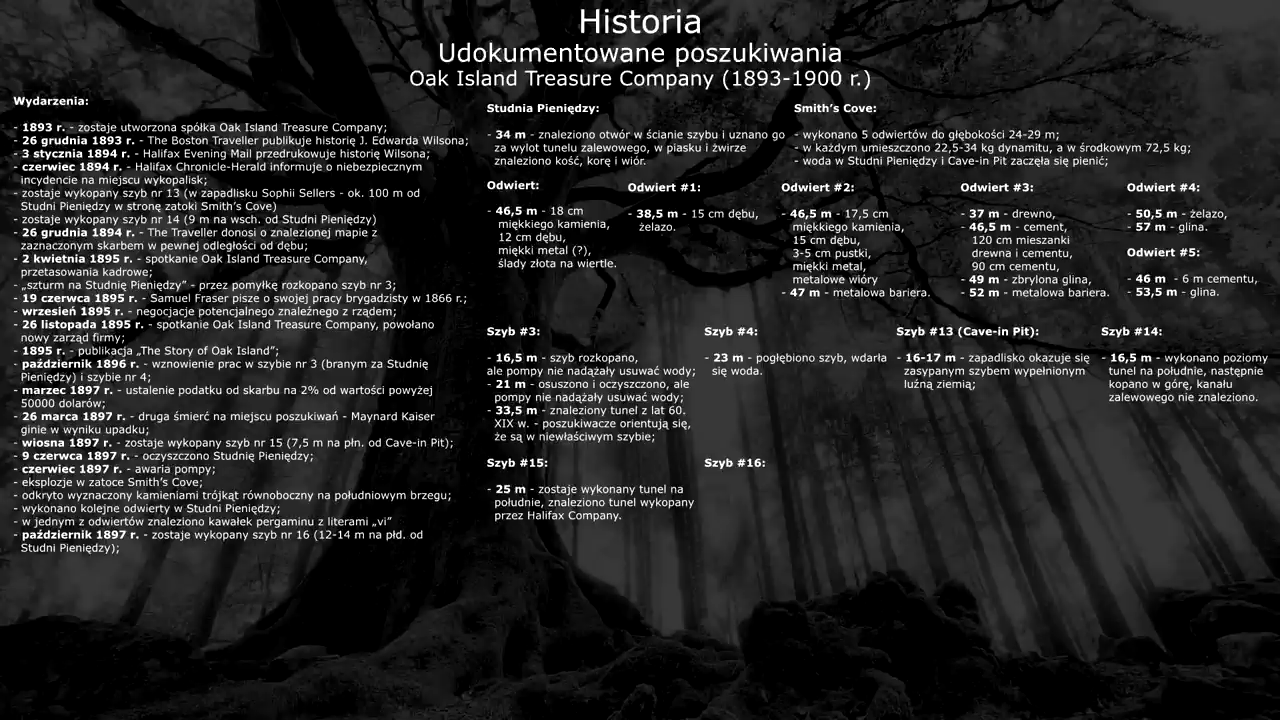 Historia
Udokumentowane poszukiwania
Oak Island Treasure Company (1893-1900 r.)
Wydarzenia:
- 1893 r. - zostaje utworzona spółka Oak Island Treasure Company;
- 26 grudnia 1893 r. - The Boston Traveller publikuje historię J. Edwarda Wilsona;
- 3 stycznia 1894 r. - Halifax Evening Mail przedrukowuje historię Wilsona;
- czerwiec 1894 r. - Halifax Chronicle-Herald informuje o niebezpiecznym
incydencie na miejscu wykopalisk;
- zostaje wykopany szyb nr 13 (w zapadlisku Sophii Sellers - ok. 100 m od
Studni Pieniędzy w stronę zatoki Smith’s Cove)
- zostaje wykopany szyb nr 14 (9 m na wsch. od Studni Pieniędzy)
- 26 grudnia 1894 r. - The Traveller donosi o znalezionej mapie z
zaznaczonym skarbem w pewnej odległości od dębu;
- 2 kwietnia 1895 r. - spotkanie Oak Island Treasure Company,
przetasowania kadrowe;
- „szturm na Studnię Pieniędzy” - przez pomyłkę rozkopano szyb nr 3;
- 19 czerwca 1895 r. - Samuel Fraser pisze o swojej pracy brygadzisty w 1866 r.;
- wrzesień 1895 r. - negocjacje potencjalnego znaleźnego z rządem;
- 26 listopada 1895 r. - spotkanie Oak Island Treasure Company, powołano
nowy zarząd firmy;
- 1895 r. - publikacja „The Story of Oak Island”;
- październik 1896 r. - wznowienie prac w szybie nr 3 (branym za Studnię
Pieniędzy) i szybie nr 4;
- marzec 1897 r. - ustalenie podatku od skarbu na 2% od wartości powyżej
50000 dolarów;
- 26 marca 1897 r. - druga śmierć na miejscu poszukiwań - Maynard Kaiser
ginie w wyniku upadku;
- wiosna 1897 r. - zostaje wykopany szyb nr 15 (7,5 m na płn. od Cave-in Pit);
- 9 czerwca 1897 r. - oczyszczono Studnię Pieniędzy;
- czerwiec 1897 r. - awaria pompy;
- eksplozje w zatoce Smith’s Cove;
- odkryto wyznaczony kamieniami trójkąt równoboczny na południowym brzegu;
- wykonano kolejne odwierty w Studni Pieniędzy;
- w jednym z odwiertów znaleziono kawałek pergaminu z literami „vi”
- październik 1897 r. - zostaje wykopany szyb nr 16 (12-14 m na płd. od
Studni Pieniędzy);
Studnia Pieniędzy:
- 34 m - znaleziono otwór w ścianie szybu i uznano go
za wylot tunelu zalewowego, w piasku i żwirze
znaleziono kość, korę i wiór.
Smith’s Cove:
- wykonano 5 odwiertów do głębokości 24-29 m;
- w każdym umieszczono 22,5-34 kg dynamitu, a w środkowym 72,5 kg;
- woda w Studni Pieniędzy i Cave-in Pit zaczęła się pienić;
Odwiert:
- 46,5 m - 18 cm
miękkiego kamienia,
12 cm dębu,
miękki metal (?),
ślady złota na wiertle.
Odwiert #1:
- 38,5 m - 15 cm dębu,
żelazo.
Odwiert #2:
- 46,5 m - 17,5 cm
miękkiego kamienia,
15 cm dębu,
3-5 cm pustki,
miękki metal,
metalowe wióry
- 47 m - metalowa bariera.
Odwiert #3:
- 37 m - drewno,
- 46,5 m - cement,
120 cm mieszanki
drewna i cementu,
90 cm cementu,
- 49 m - zbrylona glina,
- 52 m - metalowa bariera.
Odwiert #4:
- 50,5 m - żelazo,
- 57 m - glina.
Odwiert #5:
- 46 m - 6 m cementu,
- 53,5 m - glina.
Szyb #3:
- 16,5 m - szyb rozkopano,
ale pompy nie nadążały usuwać wody;
- 21 m - osuszono i oczyszczono, ale
pompy nie nadążały usuwać wody;
- 33,5 m - znaleziony tunel z lat 60.
XIX w. - poszukiwacze orientują się,
że są w niewłaściwym szybie;
Szyb #4:
- 23 m - pogłębiono szyb, wdarła
się woda.
Szyb #13 (Cave-in Pit):
- 16-17 m - zapadlisko okazuje się
zasypanym szybem wypełnionym
luźną ziemią;
Szyb #14:
- 16,5 m - wykonano poziomy
tunel na południe, następnie
kopano w górę, kanału
zalewowego nie znaleziono.
Szyb #15:
- 25 m - zostaje wykonany tunel na
południe, znaleziono tunel wykopany
przez Halifax Company.
Szyb #16: